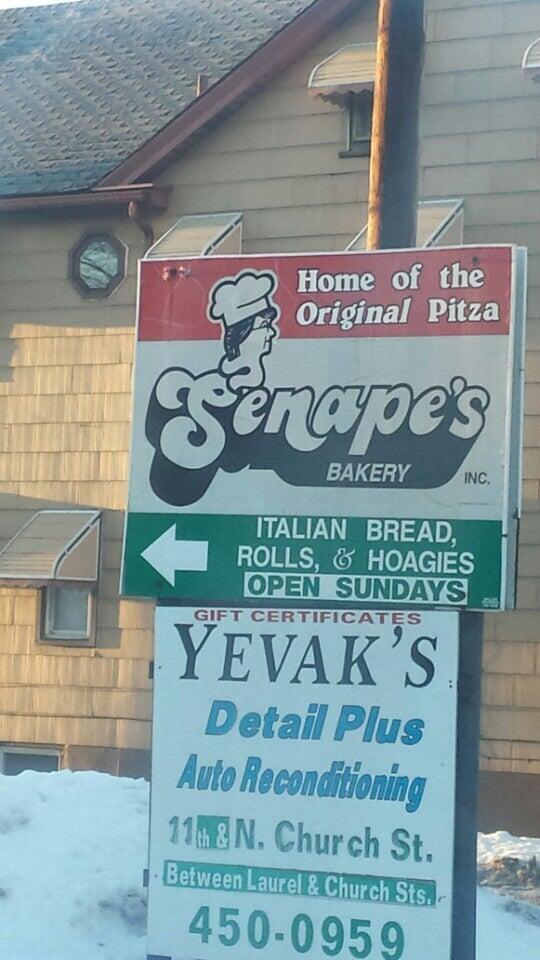 Home of the
Original Pitza
Senape's
BAKERY INC.
ITALIAN BREAD,
ROLLS, & HOAGIES
OPEN SUNDAYS
GIFT CERTIFICATES
YEVAK'S
Detail Plus
Auto Reconditioning
11th & N. Church St.
Between Laurel & Church Sts.
450-0959